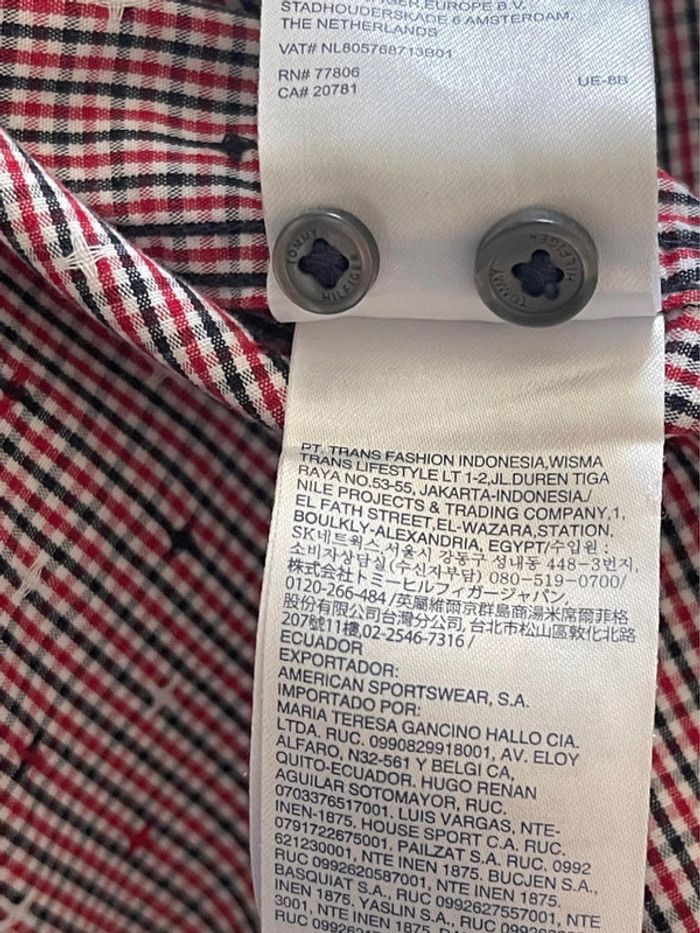 EUROPE B.V.
STADHOUDERSKADE 6 AMSTERDAM,
THE NETHERLANDS
VAT# NL805768713B01
RN# 77806
CA# 20781
UE-8B
TOMMY HILFIGER
TOMMY HILFIGER
PT. TRANS FASHION INDONESIA,WISMA
TRANS LIFESTYLE LT 1-2,JL.DUREN TIGA
RAYA NO.53-55, JAKARTA-INDONESIA/
NILE PROJECTS & TRADING COMPANY,1,
EL FATH STREET,EL-WAZARA,STATION,
BOULKLY-ALEXANDRIA, EGYPT/수입원 :
SK네트웍스,서울시 강동구 성내동 448-3번지,
소비자상담실(수신자부담) 080-519-0700/
株式会社トミーヒルフィガージャパン,
0120-266-484/英屬維爾京群島商湯米席爾菲格
股份有限公司台灣分公司, 台北市松山區敦化北路
207號11樓,02-2546-7316/
ECUADOR
EXPORTADOR:
AMERICAN SPORTSWEAR, S.A.
IMPORTADO POR:
MARIA TERESA GANCINO HALLO CIA.
LTDA. RUC. 0990829918001, AV. ELOY
ALFARO, N32-561 Y BELGI CA,
QUITO-ECUADOR. HUGO RENAN
AGUILAR SOTOMAYOR, RUC.
0703376517001. LUIS VARGAS, NTE-
INEN-1875. HOUSE SPORT C.A. RUC.
0791722675001. PAILZAT S.A. RUC. 0992
621230001, NTE INEN 1875. BUCJEN S.A.,
RUC 0992620587001, NTE INEN 1875.
BASQUIAT S.A., RUC 0992627557001, NTE
INEN 1875. YASLIN S.A., RUC
3001, NTE INEN 1875.
RUC